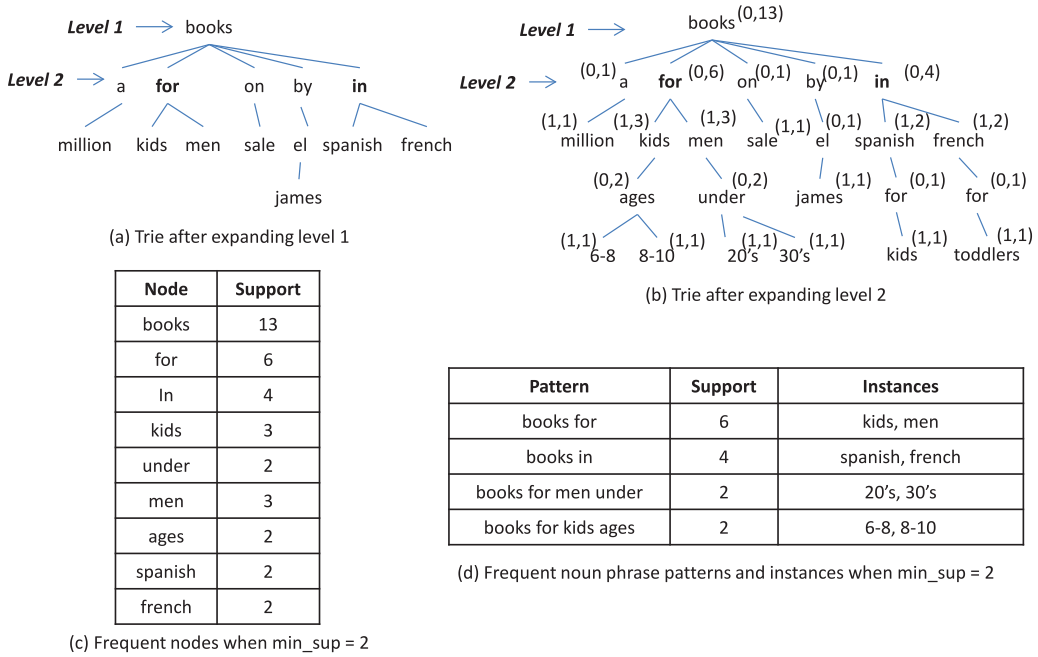 Level 1 books
Level 2 a for on by in
million kids men sale el spanish french
james
(a) Trie after expanding level 1
Level 1 books (0,13)
Level 2 (0,1) a for (0,6) on (0,1) by (0,1) in (0,4)
(1,1) (1,3) (1,3) (1,1) (0,1) (1,2) (1,2)
million kids men sale el spanish french
(0,2) (0,2) (1,1) (0,1) (0,1)
ages under james for for
(1,1) (1,1) (1,1) (1,1) (1,1) (1,1)
6-8 8-10 20's 30's kids toddlers
(b) Trie after expanding level 2
Node Support
books 13
for 6
In 4
kids 3
under 2
men 3
ages 2
spanish 2
french 2
(c) Frequent nodes when min_sup = 2
Pattern Support Instances
books for 6 kids, men
books in 4 spanish, french
books for men under 2 20's, 30's
books for kids ages 2 6-8, 8-10
(d) Frequent noun phrase patterns and instances when min_sup = 2